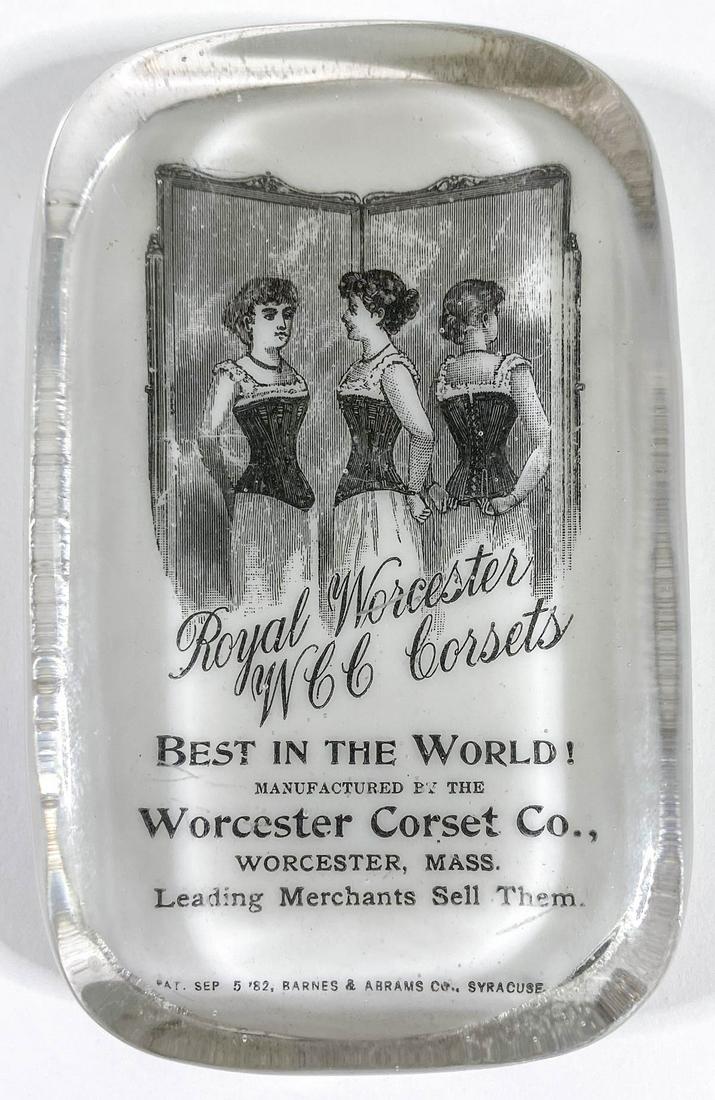 Royal Worcester
WCC Corsets
BEST IN THE WORLD!
MANUFACTURED BY THE
Worcester Corset Co.,
WORCESTER, MASS.
Leading Merchants Sell Them.
PAT. SEP 5 '82, BARNES & ABRAMS CO., SYRACUSE